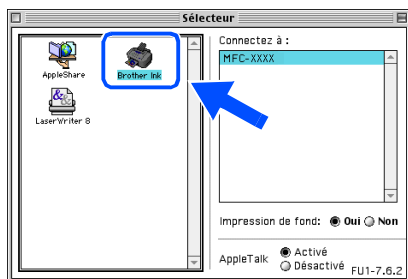 Sélecteur
AppleShare
Brother Ink
LaserWriter 8
Connectez à :
MFC-XXXX
Impression de fond: Oui Non
AppleTalk
Activé
Désactivé
FU1-7.6.2